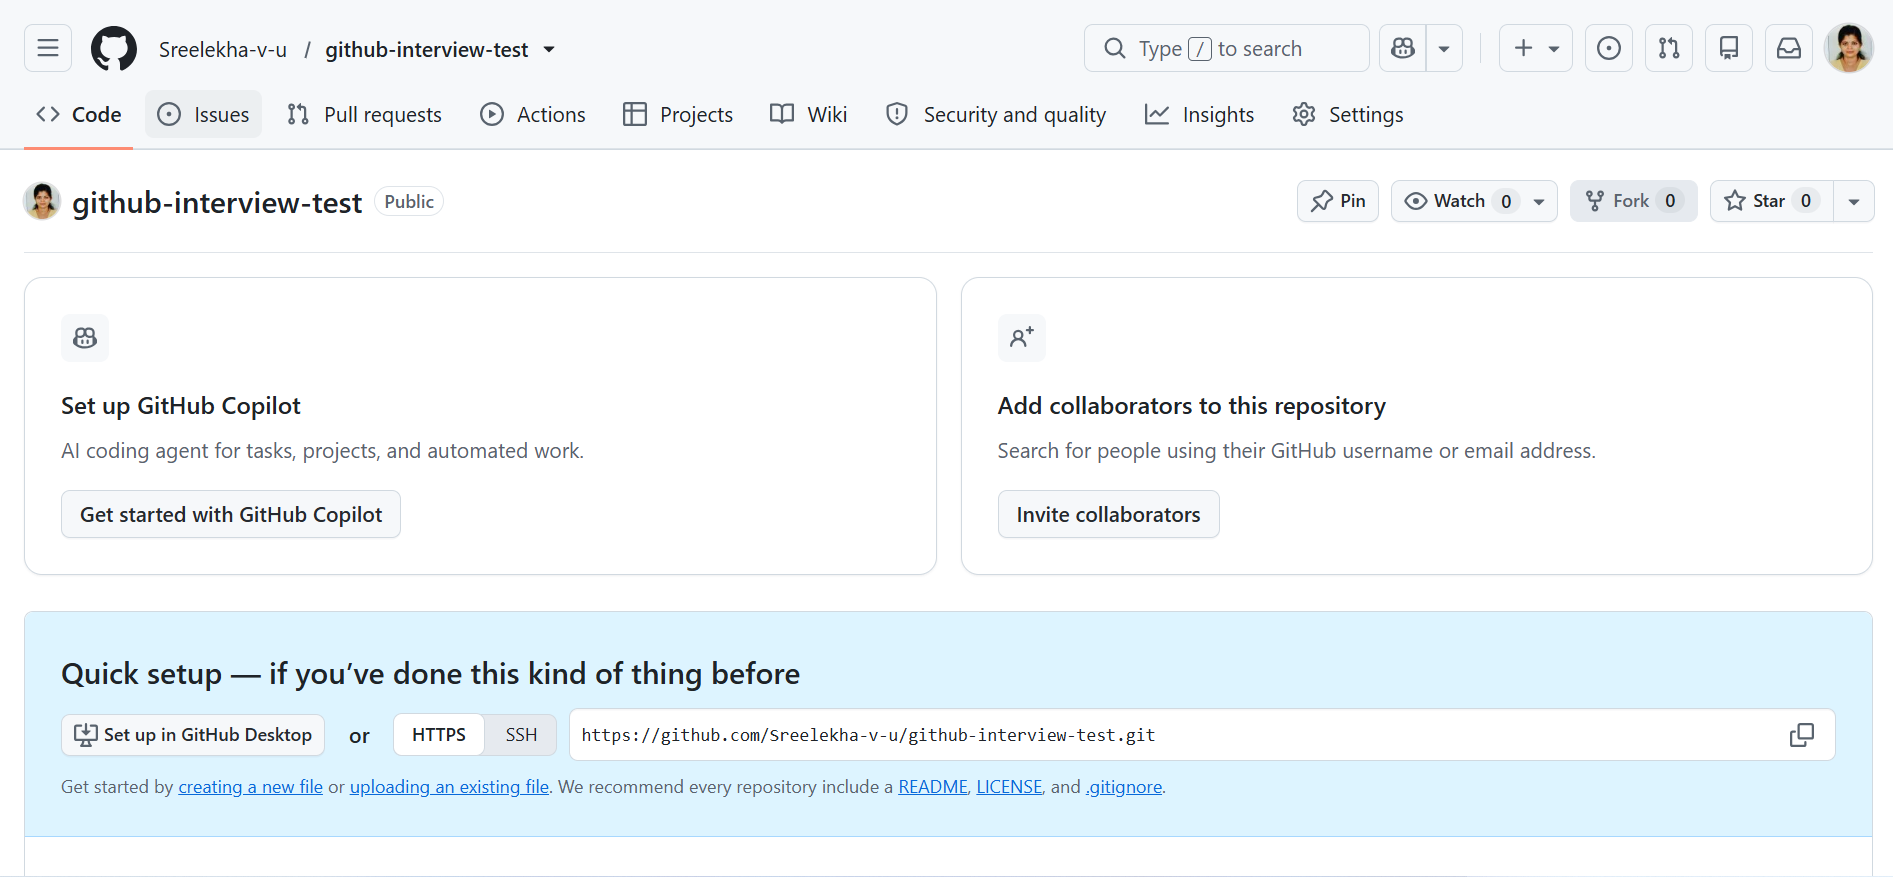 Sreelekha-v-u / github-interview-test
Type / to search
Code Issues Pull requests Actions Projects Wiki Security and quality Insights Settings
github-interview-test Public
Pin Watch 0 Fork 0 Star 0
Set up GitHub Copilot
AI coding agent for tasks, projects, and automated work.
Get started with GitHub Copilot
Add collaborators to this repository
Search for people using their GitHub username or email address.
Invite collaborators
Quick setup — if you’ve done this kind of thing before
Set up in GitHub Desktop or HTTPS SSH https://github.com/Sreelekha-v-u/github-interview-test.git
Get started by creating a new file or uploading an existing file. We recommend every repository include a README, LICENSE, and .gitignore.